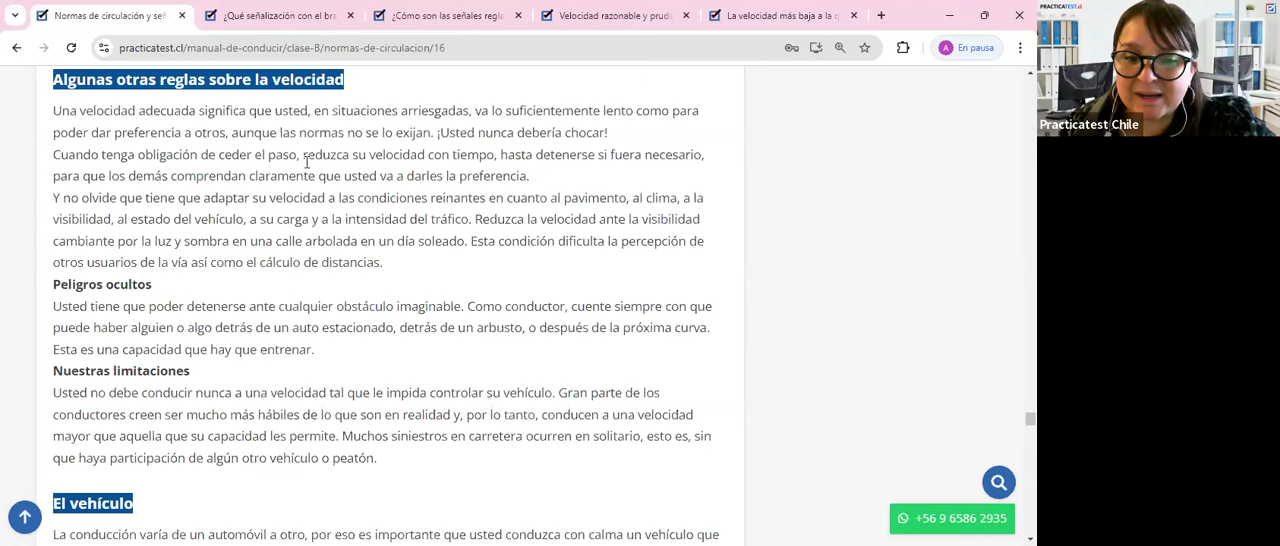 Normas de circulación y señ
¿Qué señalización con el bra
¿Cómo son las señales regla
Velocidad razonable y prude
La velocidad más baja a la q
practicatest.cl/manual-de-conducir/clase-B/normas-de-circulacion/16
A En pausa
PRACTICATEST.cl
Practicatest Chile
Algunas otras reglas sobre la velocidad
Una velocidad adecuada significa que usted, en situaciones arriesgadas, va lo suficientemente lento como para
poder dar preferencia a otros, aunque las normas no se lo exijan. ¡Usted nunca debería chocar!
Cuando tenga obligación de ceder el paso, reduzca su velocidad con tiempo, hasta detenerse si fuera necesario,
para que los demás comprendan claramente que usted va a darles la preferencia.
Y no olvide que tiene que adaptar su velocidad a las condiciones reinantes en cuanto al pavimento, al clima, a la
visibilidad, al estado del vehículo, a su carga y a la intensidad del tráfico. Reduzca la velocidad ante la visibilidad
cambiante por la luz y sombra en una calle arbolada en un día soleado. Esta condición dificulta la percepción de
otros usuarios de la vía así como el cálculo de distancias.
Peligros ocultos
Usted tiene que poder detenerse ante cualquier obstáculo imaginable. Como conductor, cuente siempre con que
puede haber alguien o algo detrás de un auto estacionado, detrás de un arbusto, o después de la próxima curva.
Esta es una capacidad que hay que entrenar.
Nuestras limitaciones
Usted no debe conducir nunca a una velocidad tal que le impida controlar su vehículo. Gran parte de los
conductores creen ser mucho más hábiles de lo que son en realidad y, por lo tanto, conducen a una velocidad
mayor que aquella que su capacidad les permite. Muchos siniestros en carretera ocurren en solitario, esto es, sin
que haya participación de algún otro vehículo o peatón.
El vehículo
+56 9 6586 2935
La conducción varía de un automóvil a otro, por eso es importante que usted conduzca con calma un vehículo que